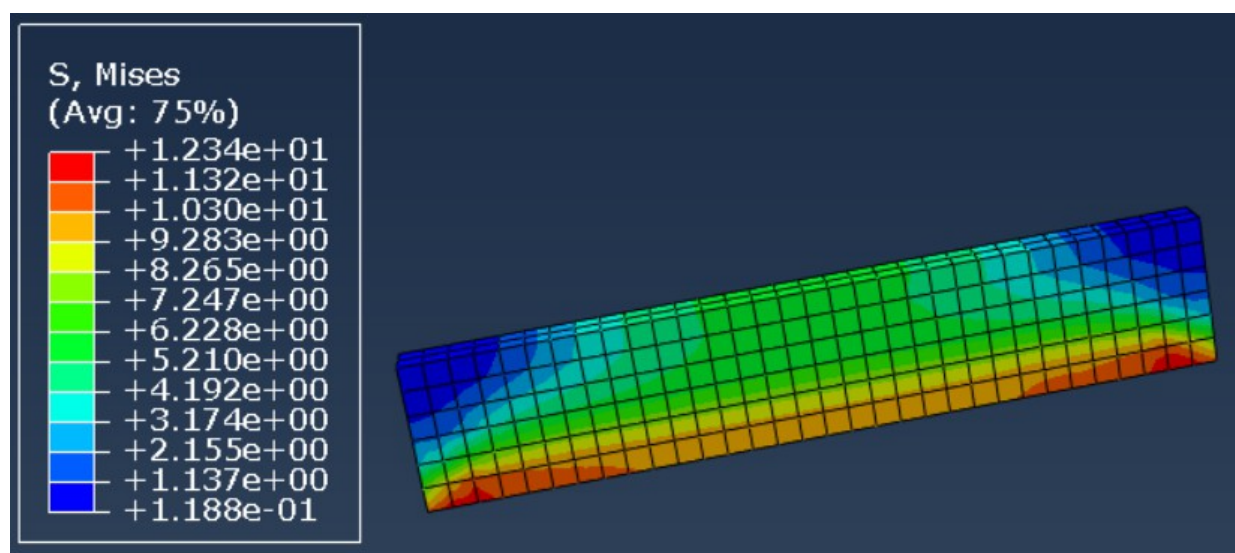 S, Mises
(Avg: 75%)
+1.234e+01
+1.132e+01
+1.030e+01
+9.283e+00
+8.265e+00
+7.247e+00
+6.228e+00
+5.210e+00
+4.192e+00
+3.174e+00
+2.155e+00
+1.137e+00
+1.188e-01